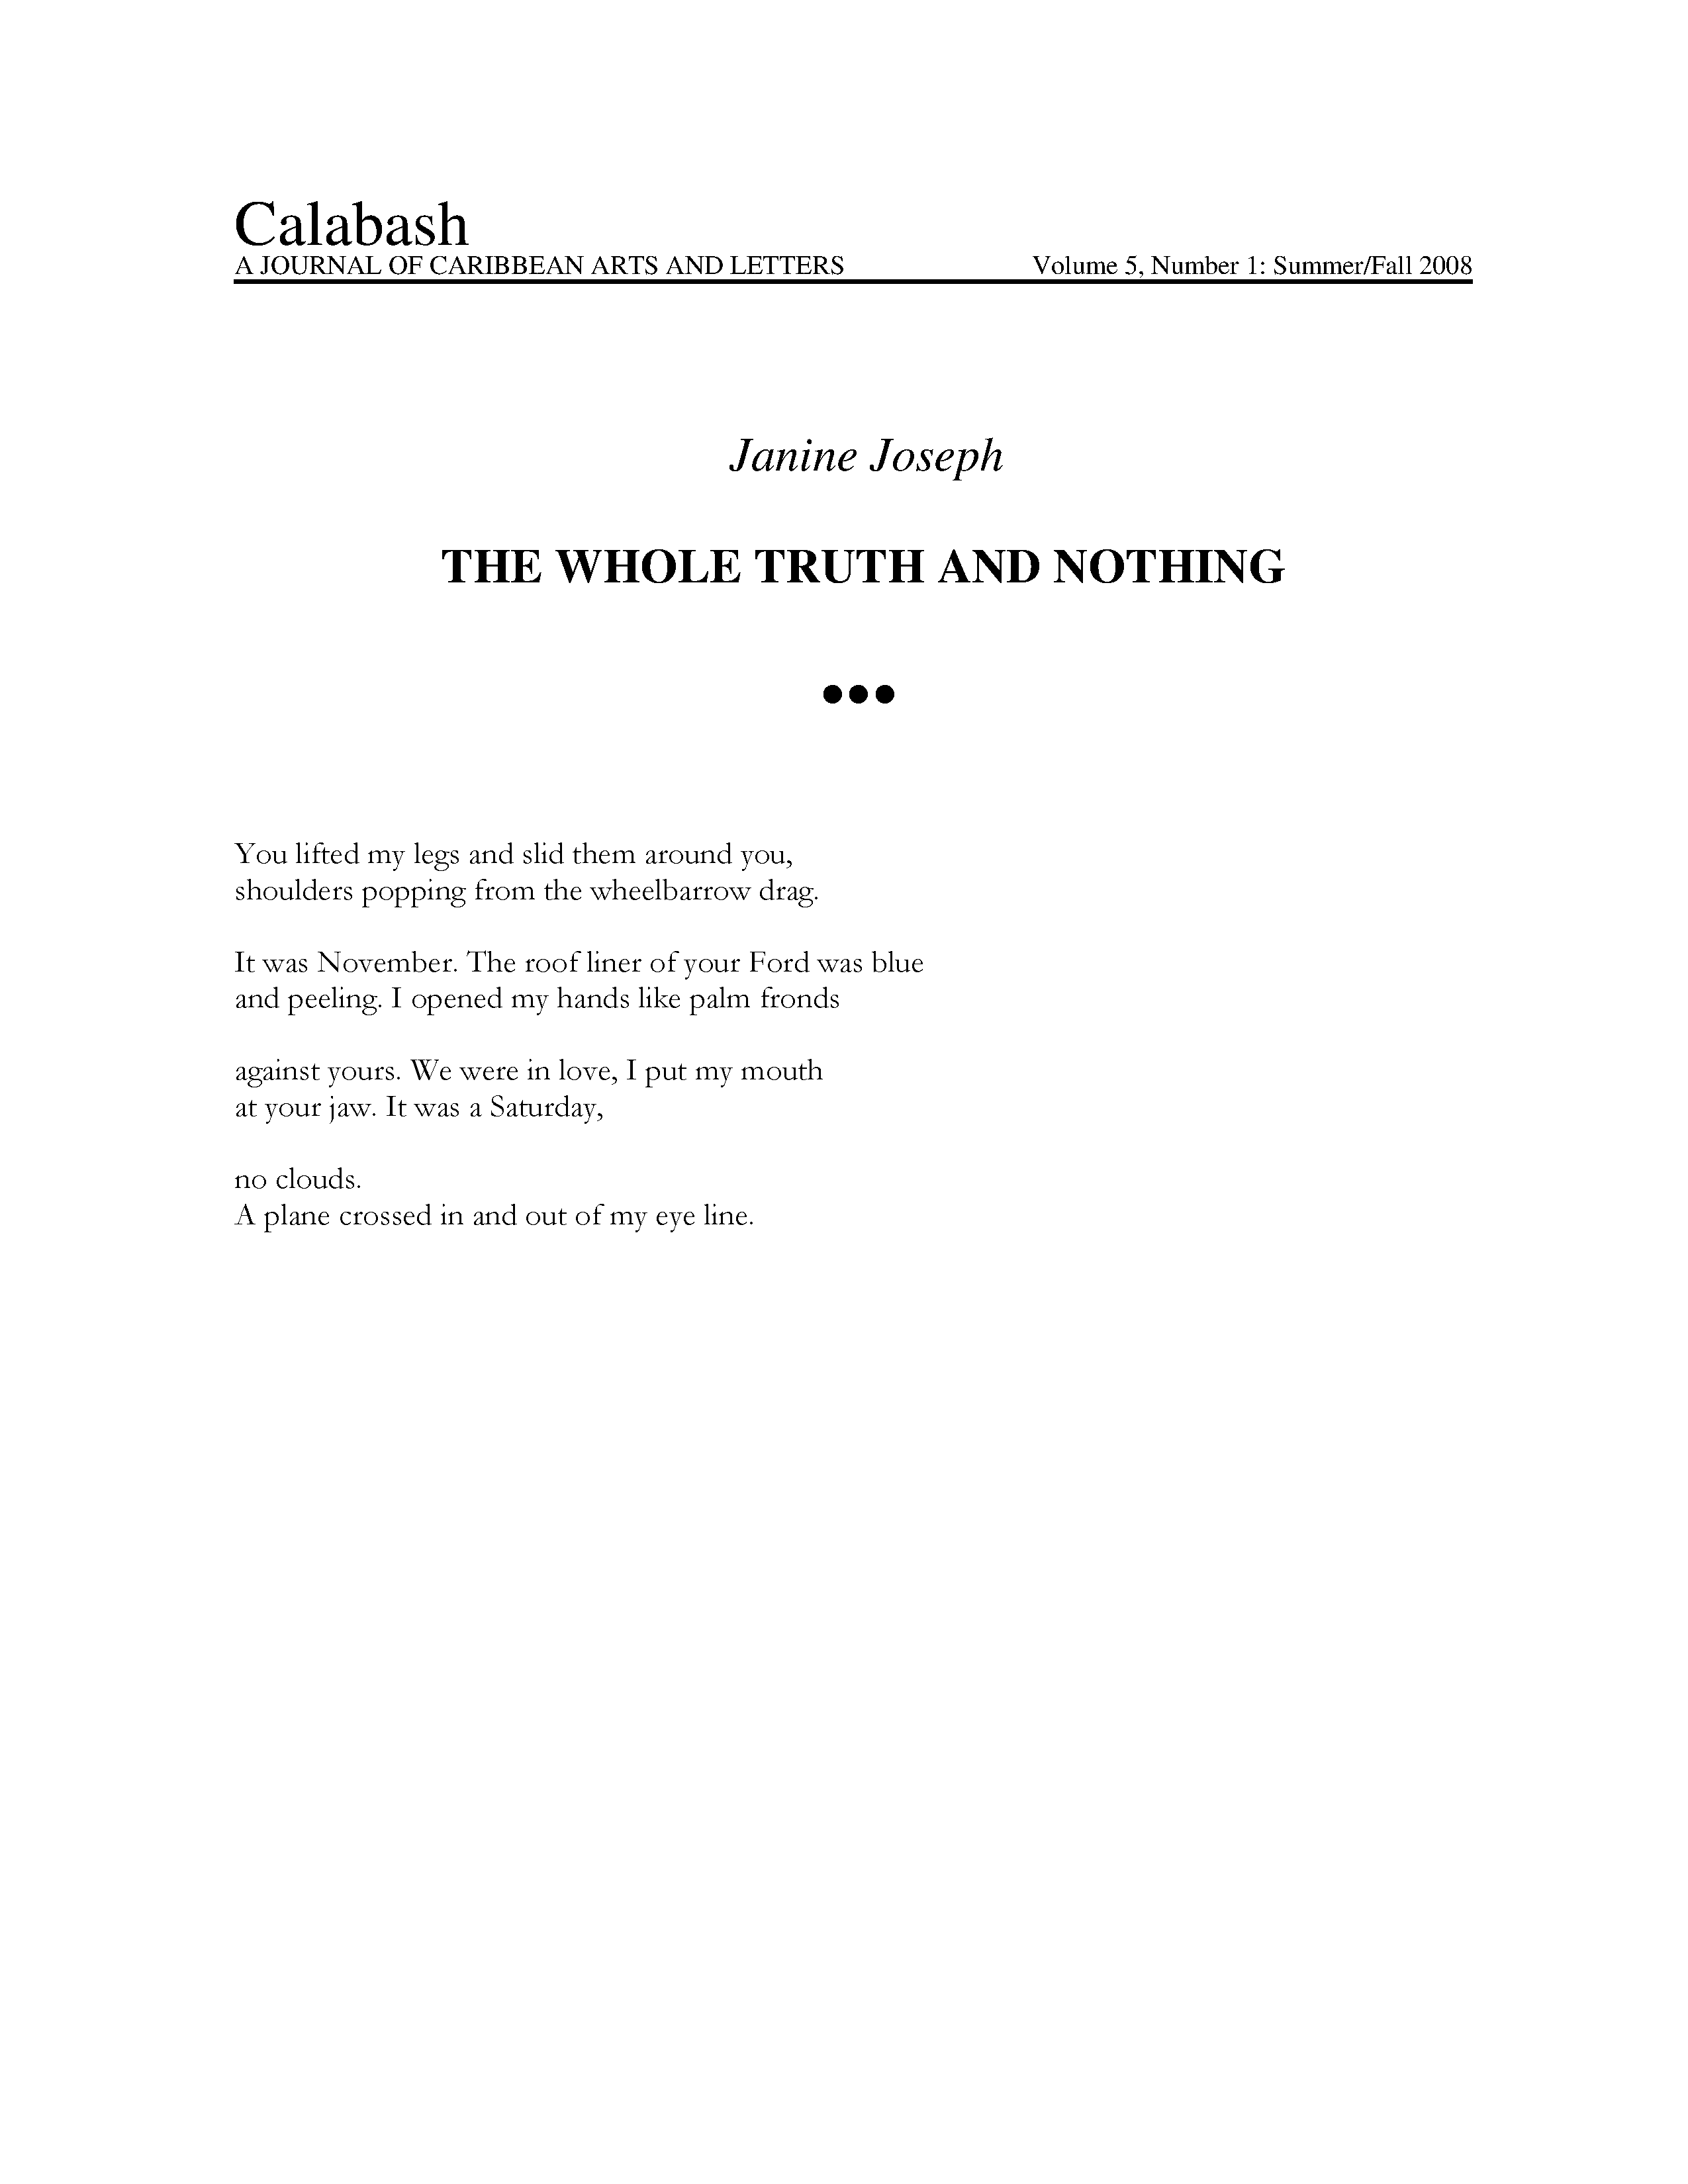 Calabash
A JOURNAL OF CARIBBEAN ARTS AND LETTERS Volume 5, Number 1: Summer/Fall 2008
Janine Joseph
THE WHOLE TRUTH AND NOTHING
●●●
You lifted my legs and slid them around you,
shoulders popping from the wheelbarrow drag.
It was November. The roof liner of your Ford was blue
and peeling. I opened my hands like palm fronds
against yours. We were in love, I put my mouth
at your jaw. It was a Saturday,
no clouds.
A plane crossed in and out of my eye line.